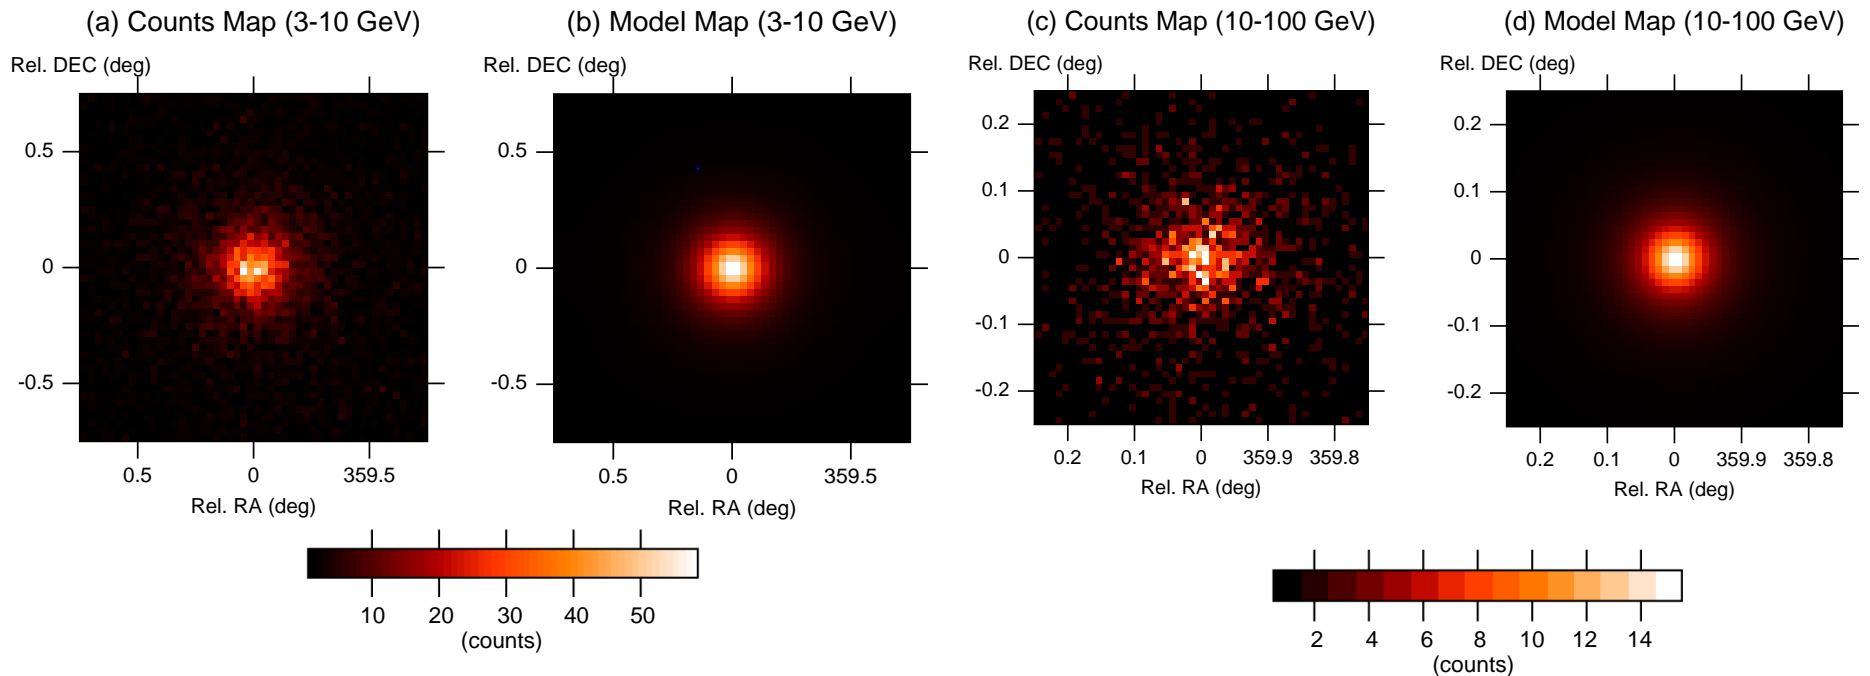 (a) Counts Map (3-10 GeV)
Rel. DEC (deg)
0.5
0
-0.5
0.5 0 359.5
Rel. RA (deg)
(b) Model Map (3-10 GeV)
Rel. DEC (deg)
0.5
0
-0.5
0.5 0 359.5
Rel. RA (deg)
10 20 30 40 50
(counts)
(c) Counts Map (10-100 GeV)
Rel. DEC (deg)
0.2
0.1
0
-0.1
-0.2
0.2 0.1 0 359.9 359.8
Rel. RA (deg)
(d) Model Map (10-100 GeV)
Rel. DEC (deg)
0.2
0.1
0
-0.1
-0.2
0.2 0.1 0 359.9 359.8
Rel. RA (deg)
2 4 6 8 10 12 14
(counts)